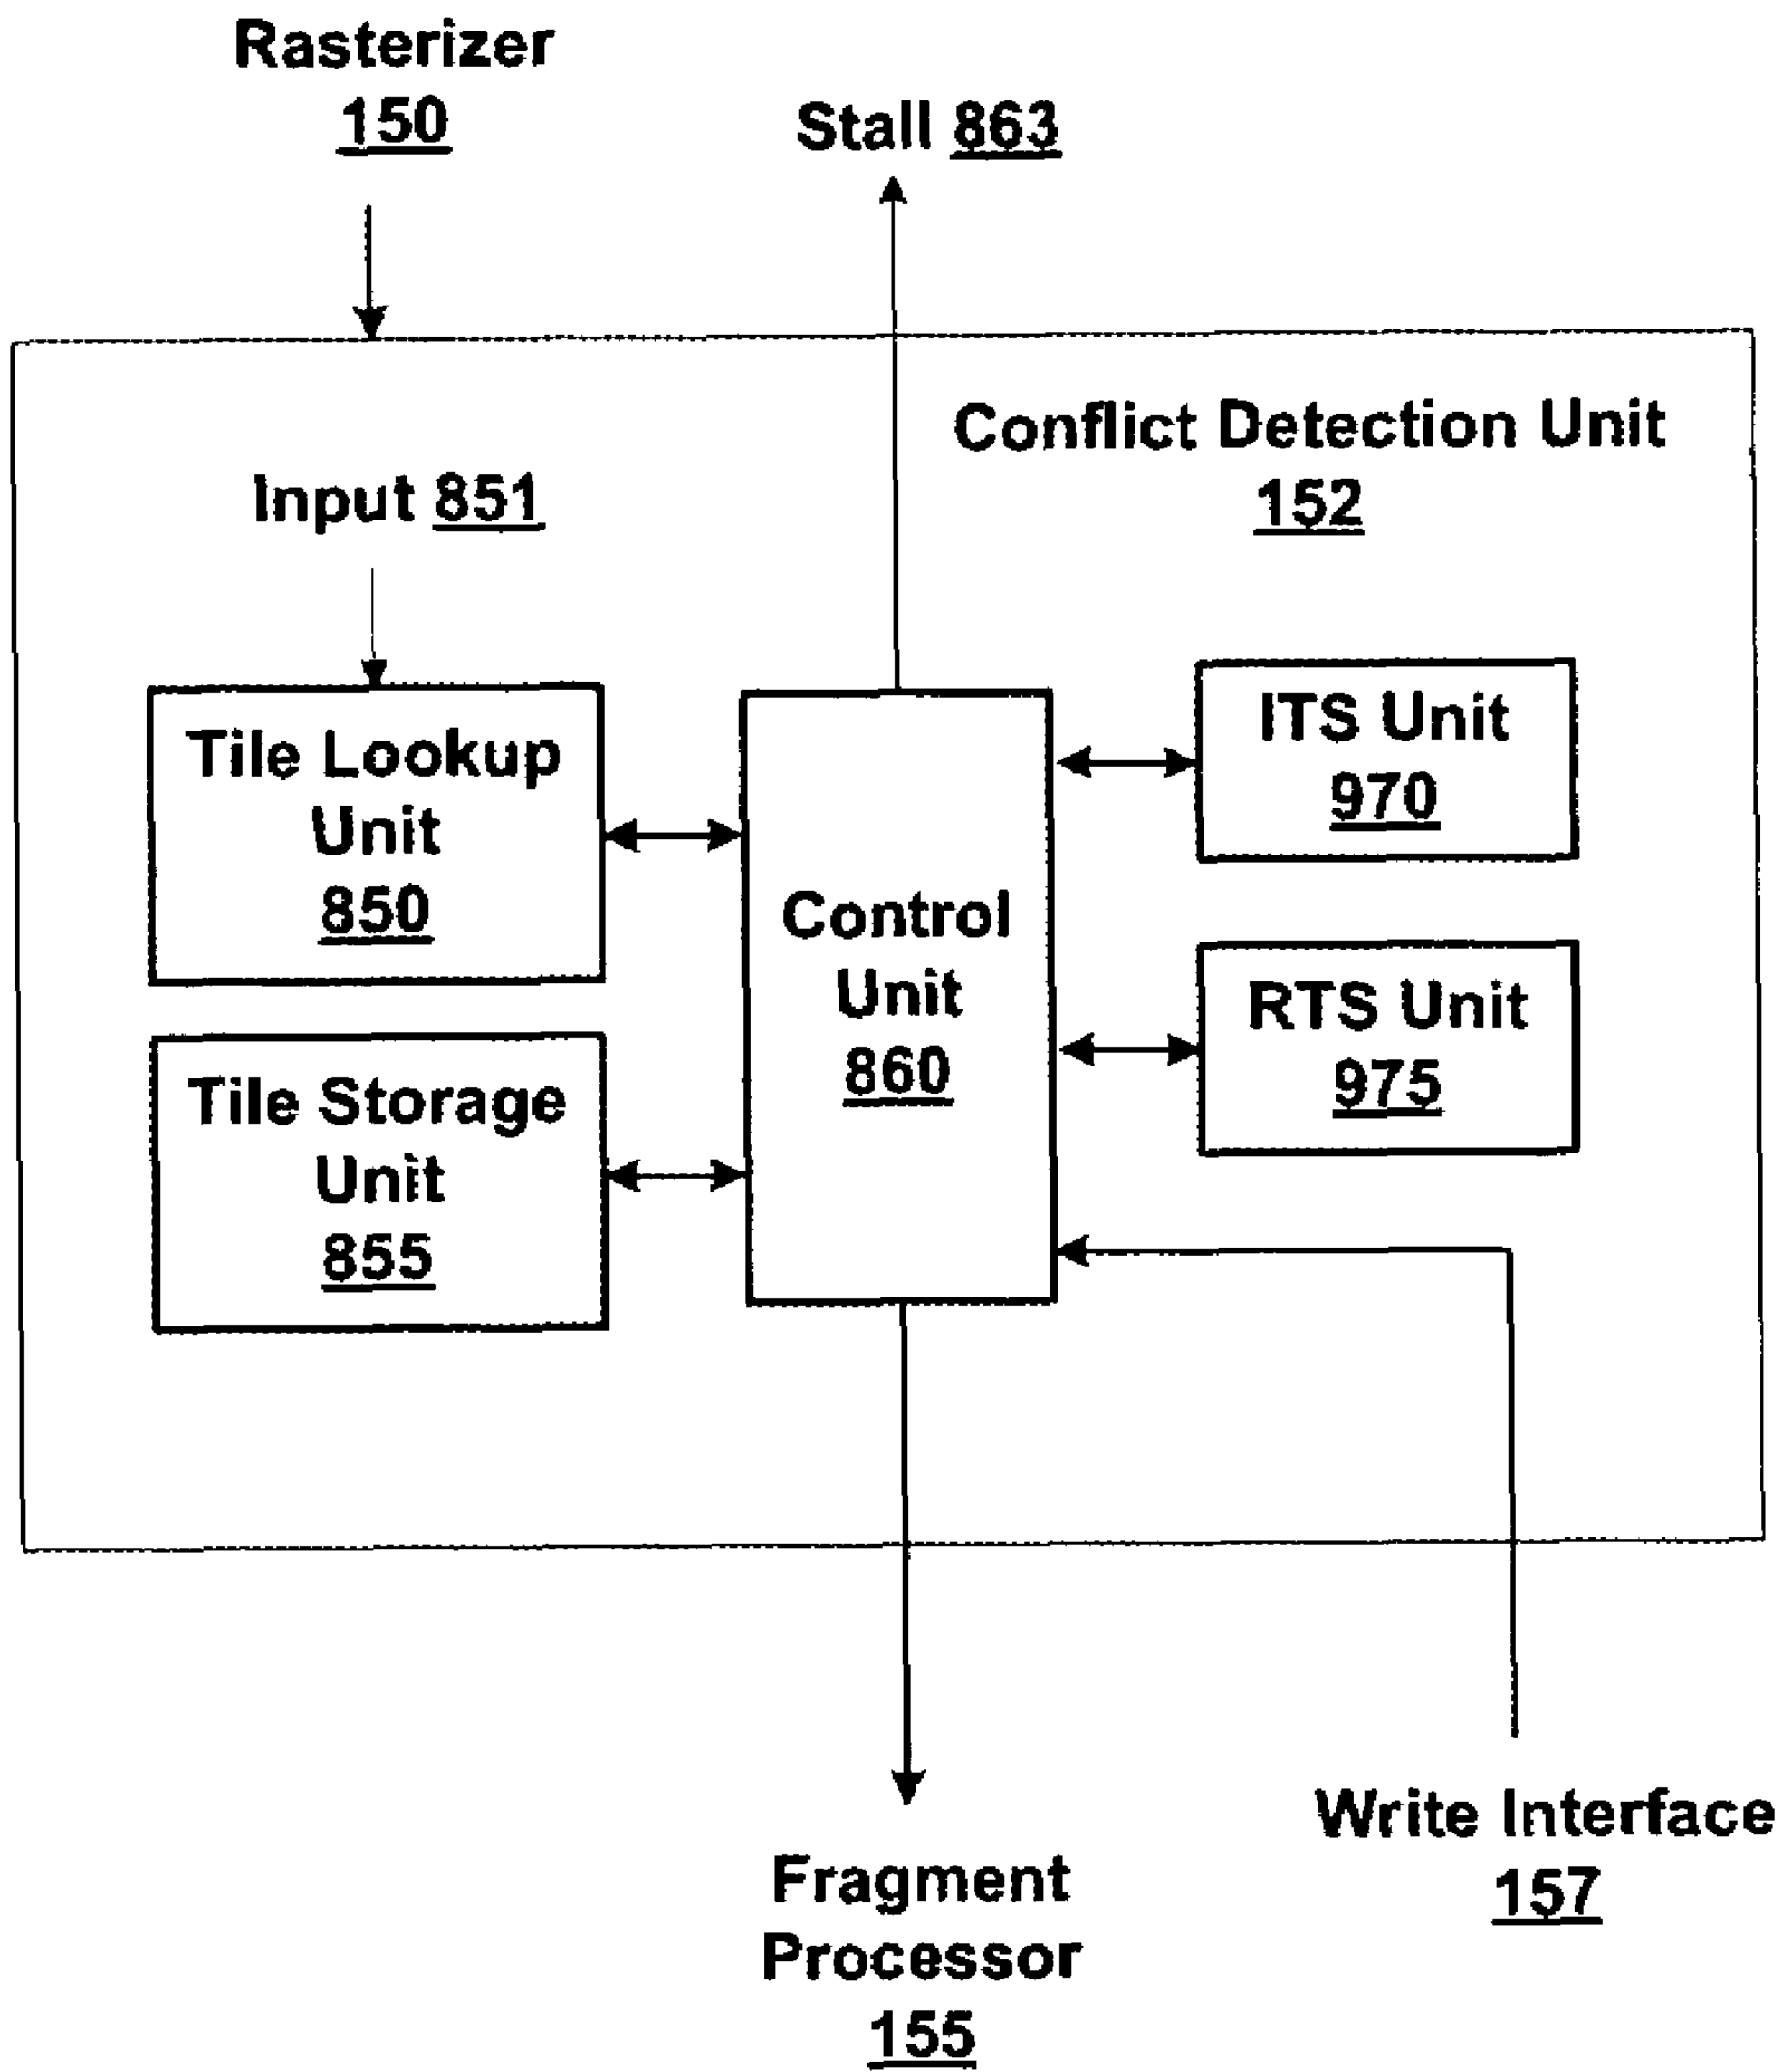 Rasterizer
150
Stall 863
Conflict Detection Unit
152
Input 851
Tile Lookup
Unit
850
Tile Storage
Unit
855
Control
Unit
860
ITS Unit
970
RTS Unit
975
Write Interface
157
Fragment
Processor
155